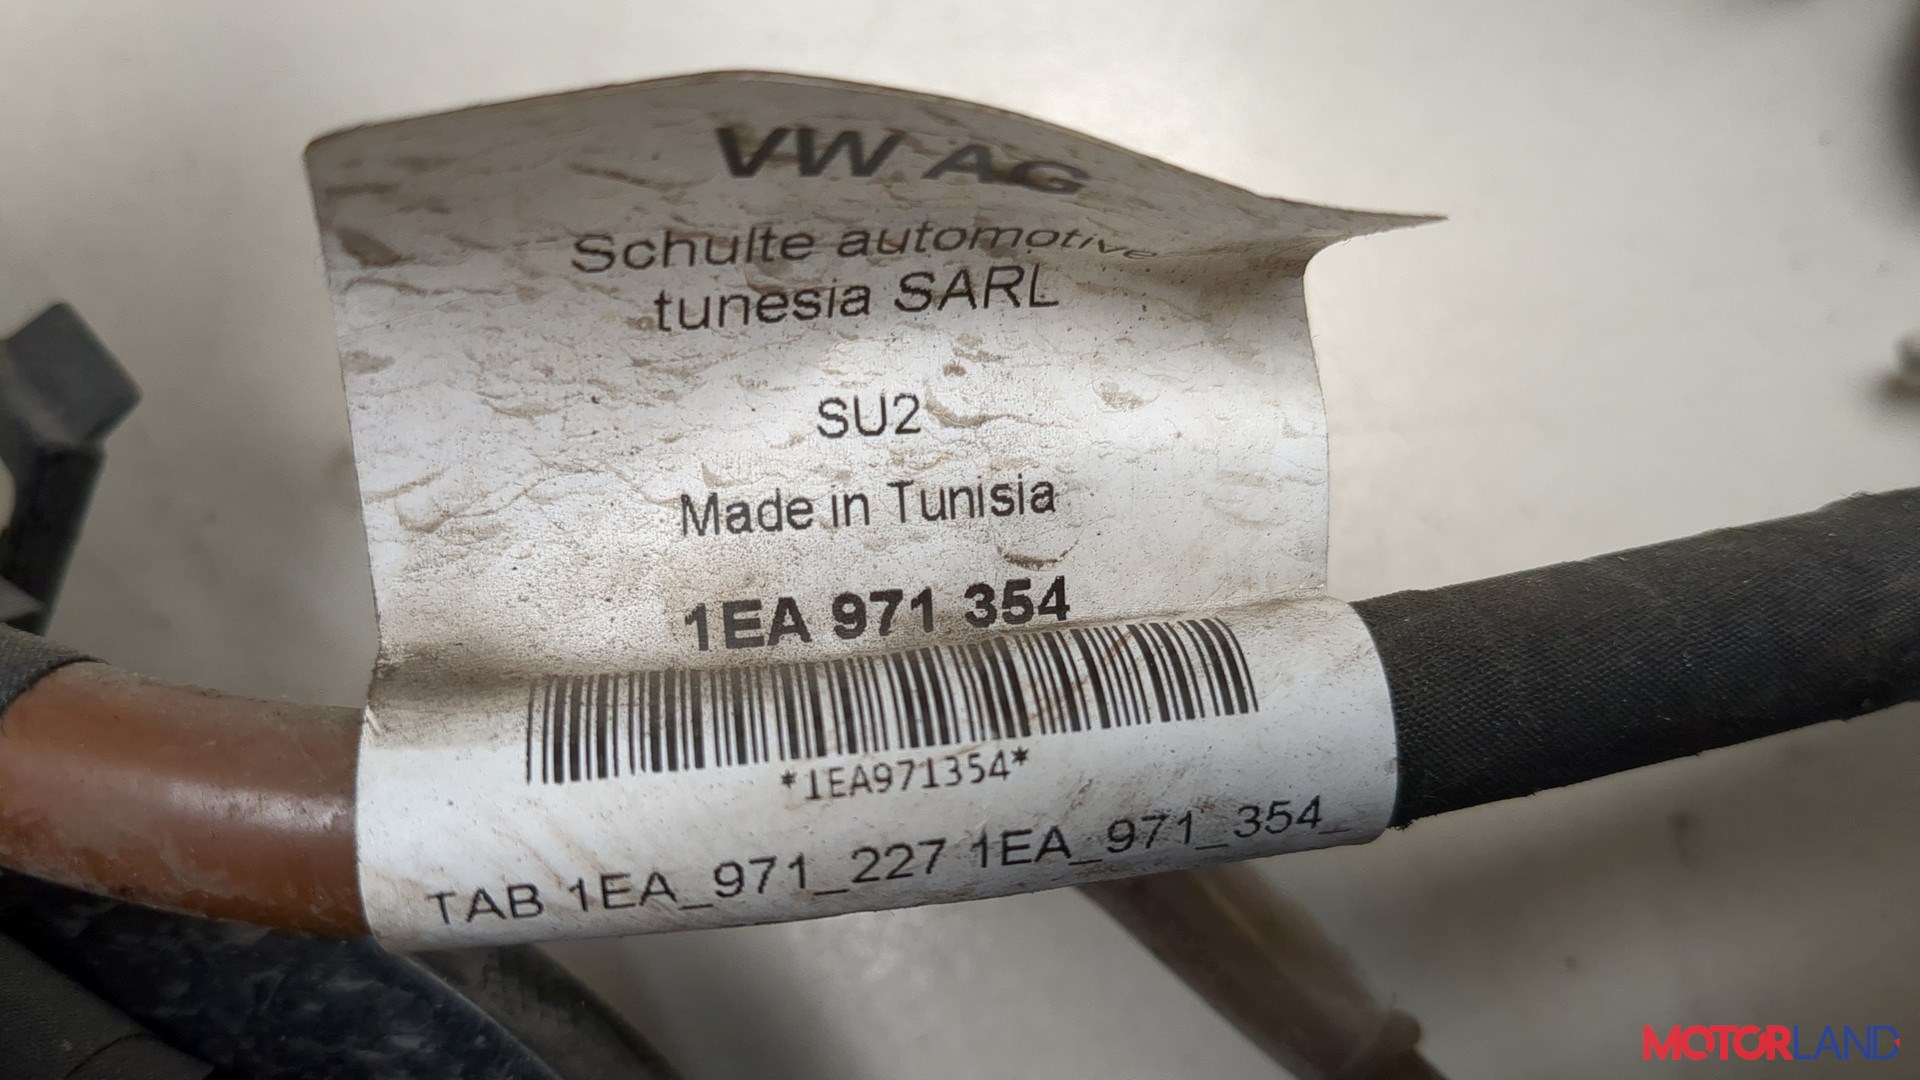 VW AG
Schulte automotive
tunesia SARL
SU2
Made in Tunisia
1EA 971 354
*1EA971354*
TAB 1EA_971_227 1EA_971_354_
MOTORLAND